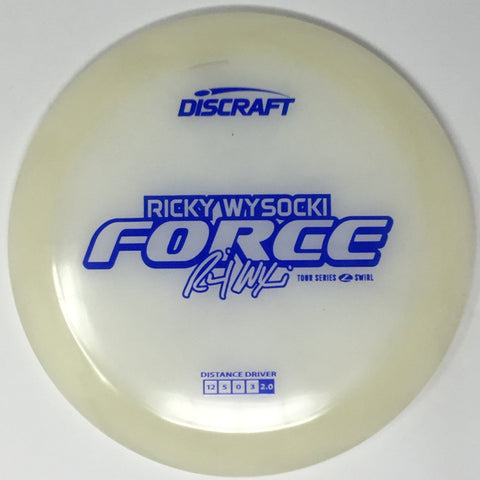 DISCRAFT
RICKY WYSOCKI
FORCE
TOUR SERIES Z SWIRL
DISTANCE DRIVER
12 5 0 3 2.0